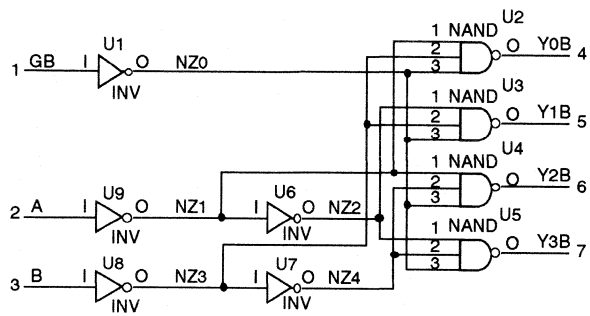 U2
1 NAND O Y0B 4
2
3
U1
1 GB I O NZ0
INV
U3
1 NAND O Y1B 5
2
3
U4
1 NAND O Y2B 6
2
3
U9
2 A I O NZ1
INV
U6
I O NZ2
INV
U5
1 NAND O Y3B 7
2
3
U8
3 B I O NZ3
INV
U7
I O NZ4
INV